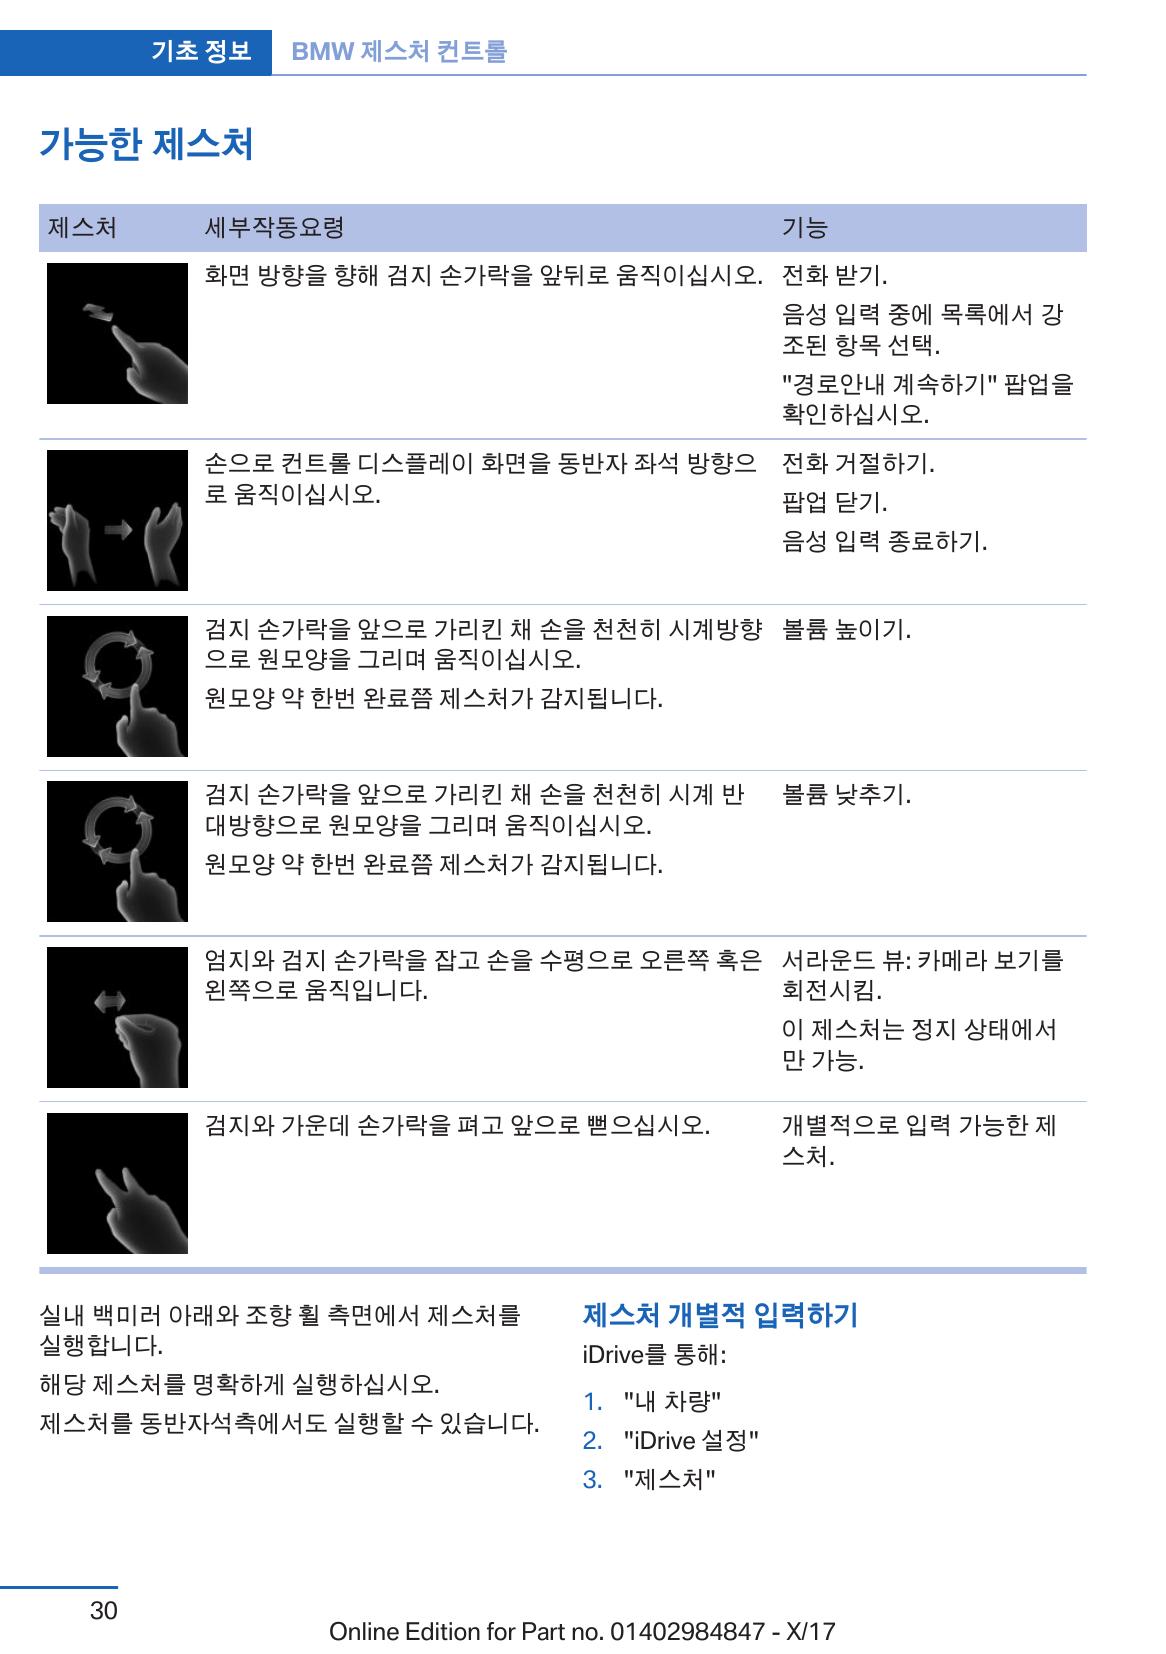 기초 정보 BMW 제스처 컨트롤
가능한 제스처
제스처 세부작동요령 기능
화면 방향을 향해 검지 손가락을 앞뒤로 움직이십시오. 전화 받기.
음성 입력 중에 목록에서 강
조된 항목 선택.
"경로안내 계속하기" 팝업을
확인하십시오.
손으로 컨트롤 디스플레이 화면을 동반자 좌석 방향으 전화 거절하기.
로 움직이십시오.
팝업 닫기.
음성 입력 종료하기.
검지 손가락을 앞으로 가리킨 채 손을 천천히 시계방향 볼륨 높이기.
으로 원모양을 그리며 움직이십시오.
원모양 약 한번 완료쯤 제스처가 감지됩니다.
검지 손가락을 앞으로 가리킨 채 손을 천천히 시계 반 볼륨 낮추기.
대방향으로 원모양을 그리며 움직이십시오.
원모양 약 한번 완료쯤 제스처가 감지됩니다.
엄지와 검지 손가락을 잡고 손을 수평으로 오른쪽 혹은 서라운드 뷰: 카메라 보기를
왼쪽으로 움직입니다. 회전시킴.
이 제스처는 정지 상태에서
만 가능.
검지와 가운데 손가락을 펴고 앞으로 뻗으십시오. 개별적으로 입력 가능한 제
스처.
실내 백미러 아래와 조향 휠 측면에서 제스처를
실행합니다.
해당 제스처를 명확하게 실행하십시오.
제스처를 동반자석측에서도 실행할 수 있습니다.
제스처 개별적 입력하기
iDrive를 통해:
1. "내 차량"
2. "iDrive 설정"
3. "제스처"
30
Online Edition for Part no. 01402984847 - X/17